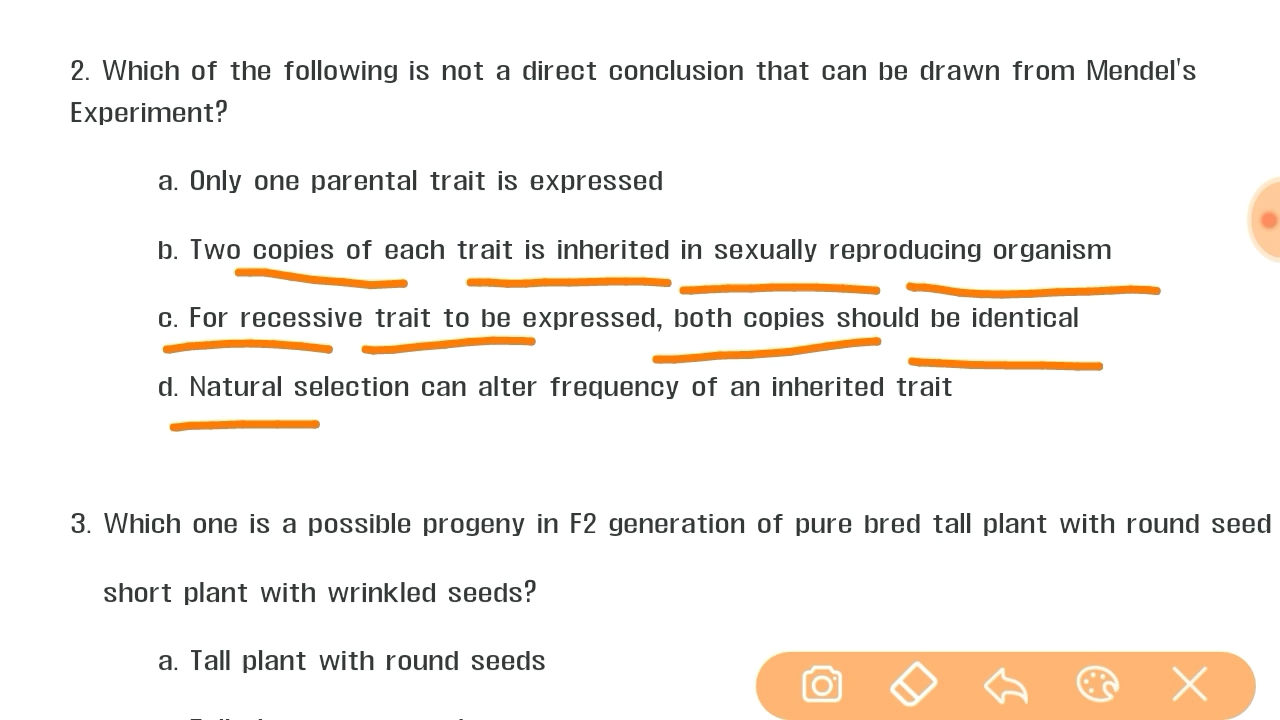 2. Which of the following is not a direct conclusion that can be drawn from Mendel's
Experiment?
a. Only one parental trait is expressed
b. Two copies of each trait is inherited in sexually reproducing organism
c. For recessive trait to be expressed, both copies should be identical
d. Natural selection can alter frequency of an inherited trait
3. Which one is a possible progeny in F2 generation of pure bred tall plant with round seed
short plant with wrinkled seeds?
a. Tall plant with round seeds